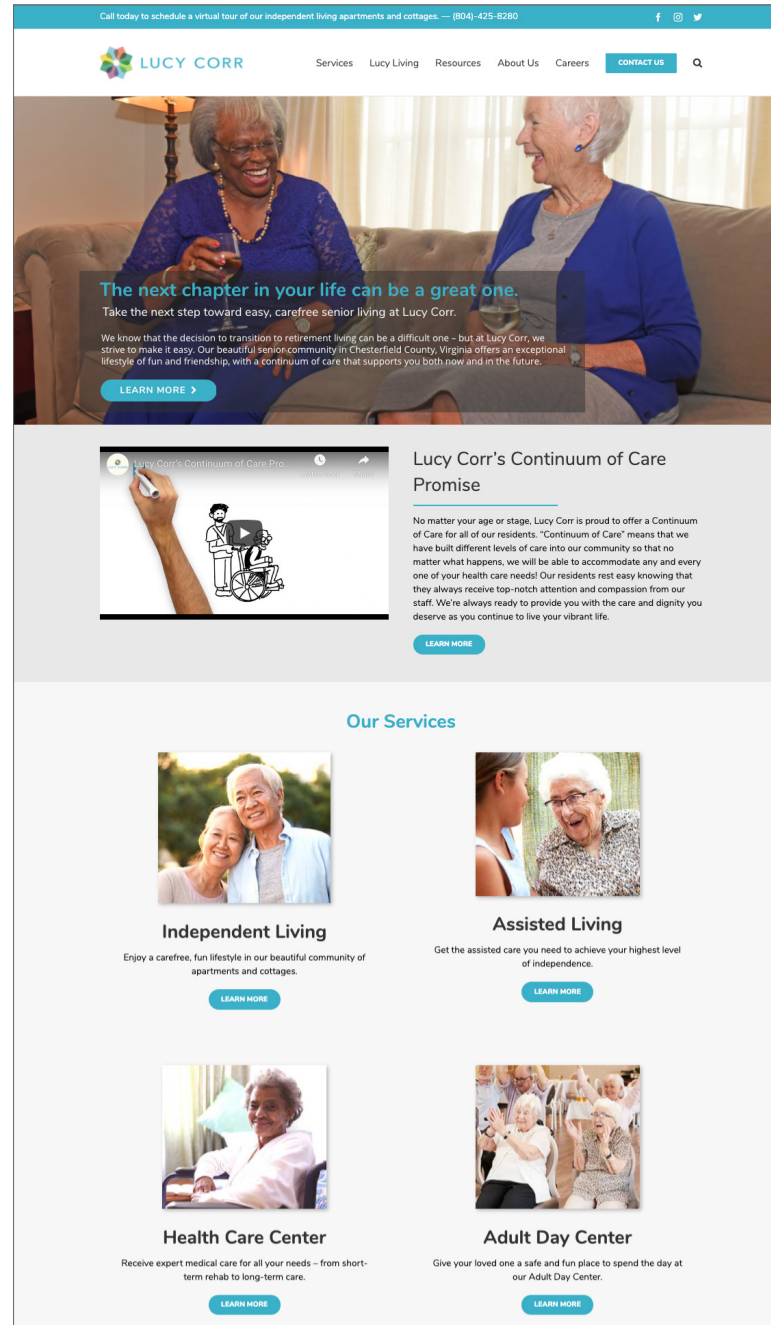 Call today to schedule a virtual tour of our independent living apartments and cottages. — (804)-425-8280
LUCY CORR
Services Lucy Living Resources About Us Careers CONTACT US
The next chapter in your life can be a great one.
Take the next step toward easy, carefree senior living at Lucy Corr.
We know that the decision to transition to retirement living can be a difficult one – but at Lucy Corr, we
strive to make it easy. Our beautiful senior community in Chesterfield County, Virginia offers an exceptional
lifestyle of fun and friendship, with a continuum of care that supports you both now and in the future.
LEARN MORE
Lucy Corr's Continuum of Care Pro...
Lucy Corr's Continuum of Care
Promise
No matter your age or stage, Lucy Corr is proud to offer a Continuum
of Care for all of our residents. “Continuum of Care” means that we
have built different levels of care into our community so that no
matter what happens, we will be able to accommodate any and every
one of your health care needs! Our residents rest easy knowing that
they always receive top-notch attention and compassion from our
staff. We're always ready to provide you with the care and dignity you
deserve as you continue to live your vibrant life.
LEARN MORE
Our Services
Independent Living
Enjoy a carefree, fun lifestyle in our beautiful community of
apartments and cottages.
LEARN MORE
Assisted Living
Get the assisted care you need to achieve your highest level
of independence.
LEARN MORE
Health Care Center
Receive expert medical care for all your needs – from short-
term rehab to long-term care.
LEARN MORE
Adult Day Center
Give your loved one a safe and fun place to spend the day at
our Adult Day Center.
LEARN MORE